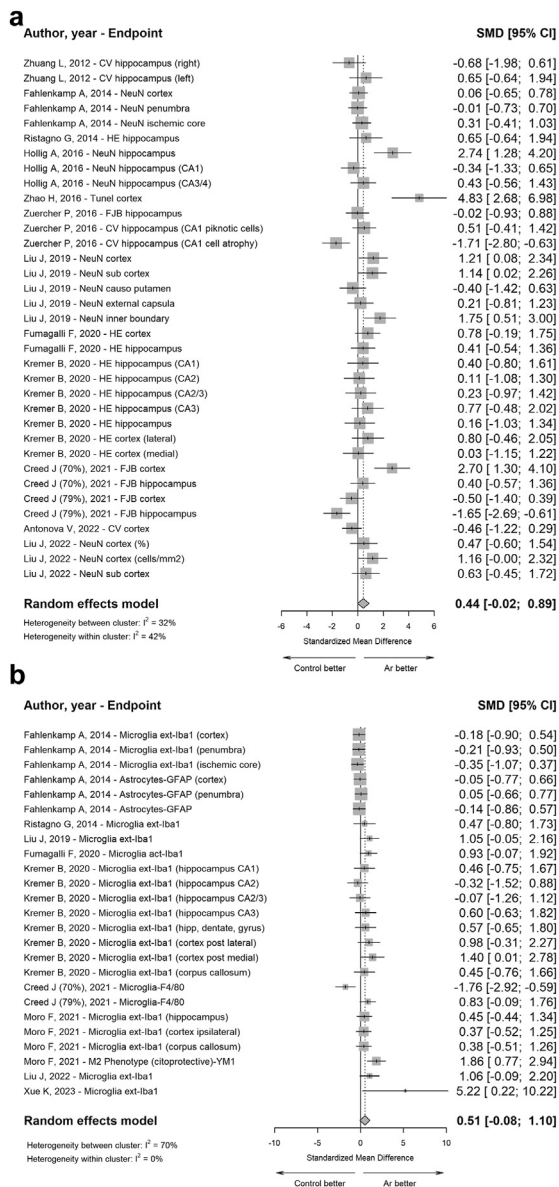 a
Author, year - Endpoint SMD [95% CI]
Zhuang L, 2012 - CV hippocampus (right) -0.68 [-1.98; 0.61]
Zhuang L, 2012 - CV hippocampus (left) 0.65 [-0.64; 1.94]
Fahlenkamp A, 2014 - NeuN cortex 0.06 [-0.65; 0.78]
Fahlenkamp A, 2014 - NeuN penumbra -0.01 [-0.73; 0.70]
Fahlenkamp A, 2014 - NeuN ischemic core 0.31 [-0.41; 1.03]
Ristagno G, 2014 - HE hippocampus 0.65 [-0.64; 1.94]
Hollig A, 2016 - NeuN hippocampus 2.74 [ 1.28; 4.20]
Hollig A, 2016 - NeuN hippocampus (CA1) -0.34 [-1.33; 0.65]
Hollig A, 2016 - NeuN hippocampus (CA3/4) 0.43 [-0.56; 1.43]
Zhao H, 2016 - Tunel cortex 4.83 [ 2.68; 6.98]
Zuercher P, 2016 - FJB hippocampus -0.02 [-0.93; 0.88]
Zuercher P, 2016 - CV hippocampus (CA1 piknotic cells) 0.51 [-0.41; 1.42]
Zuercher P, 2016 - CV hippocampus (CA1 cell atrophy) -1.71 [-2.80; -0.63]
Liu J, 2019 - NeuN cortex 1.21 [ 0.08; 2.34]
Liu J, 2019 - NeuN sub cortex 1.14 [ 0.02; 2.26]
Liu J, 2019 - NeuN causo putamen -0.40 [-1.42; 0.63]
Liu J, 2019 - NeuN external capsula 0.21 [-0.81; 1.23]
Liu J, 2019 - NeuN inner boundary 1.75 [ 0.51; 3.00]
Fumagalli F, 2020 - HE cortex 0.78 [-0.19; 1.75]
Fumagalli F, 2020 - HE hippocampus 0.41 [-0.54; 1.36]
Kremer B, 2020 - HE hippocampus (CA1) 0.40 [-0.80; 1.61]
Kremer B, 2020 - HE hippocampus (CA2) 0.11 [-1.08; 1.30]
Kremer B, 2020 - HE hippocampus (CA2/3) 0.23 [-0.97; 1.42]
Kremer B, 2020 - HE hippocampus (CA3) 0.77 [-0.48; 2.02]
Kremer B, 2020 - HE hippocampus 0.16 [-1.03; 1.34]
Kremer B, 2020 - HE cortex (lateral) 0.80 [-0.46; 2.05]
Kremer B, 2020 - HE cortex (medial) 0.03 [-1.15; 1.22]
Creed J (70%), 2021 - FJB cortex 2.70 [ 1.30; 4.10]
Creed J (70%), 2021 - FJB hippocampus 0.40 [-0.57; 1.36]
Creed J (79%), 2021 - FJB cortex -0.50 [-1.40; 0.39]
Creed J (79%), 2021 - FJB hippocampus -1.65 [-2.69; -0.61]
Antonova V, 2022 - CV cortex -0.46 [-1.22; 0.29]
Liu J, 2022 - NeuN cortex (%) 0.47 [-0.60; 1.54]
Liu J, 2022 - NeuN cortex (cells/mm2) 1.16 [-0.00; 2.32]
Liu J, 2022 - NeuN sub cortex 0.63 [-0.45; 1.72]
Random effects model 0.44 [-0.02; 0.89]
Heterogeneity between cluster: I² = 32%
Heterogeneity within cluster: I² = 42%
-6 -4 -2 0 2 4 6
Standardized Mean Difference
Control better Ar better
b
Author, year - Endpoint SMD [95% CI]
Fahlenkamp A, 2014 - Microglia ext-Iba1 (cortex) -0.18 [-0.90; 0.54]
Fahlenkamp A, 2014 - Microglia ext-Iba1 (penumbra) -0.21 [-0.93; 0.50]
Fahlenkamp A, 2014 - Microglia ext-Iba1 (ischemic core) -0.35 [-1.07; 0.37]
Fahlenkamp A, 2014 - Astrocytes-GFAP (cortex) -0.05 [-0.77; 0.66]
Fahlenkamp A, 2014 - Astrocytes-GFAP (penumbra) 0.05 [-0.66; 0.77]
Fahlenkamp A, 2014 - Astrocytes-GFAP -0.14 [-0.86; 0.57]
Ristagno G, 2014 - Microglia ext-Iba1 0.47 [-0.80; 1.73]
Liu J, 2019 - Microglia ext-Iba1 1.05 [-0.05; 2.16]
Fumagalli F, 2020 - Microglia act-Iba1 0.93 [-0.07; 1.92]
Kremer B, 2020 - Microglia ext-Iba1 (hippocampus CA1) 0.46 [-0.75; 1.67]
Kremer B, 2020 - Microglia ext-Iba1 (hippocampus CA2) -0.32 [-1.52; 0.88]
Kremer B, 2020 - Microglia ext-Iba1 (hippocampus CA2/3) -0.07 [-1.26; 1.12]
Kremer B, 2020 - Microglia ext-Iba1 (hippocampus CA3) 0.60 [-0.63; 1.82]
Kremer B, 2020 - Microglia ext-Iba1 (hipp, dentate, gyrus) 0.57 [-0.65; 1.80]
Kremer B, 2020 - Microglia ext-Iba1 (cortex post lateral) 0.98 [-0.31; 2.27]
Kremer B, 2020 - Microglia ext-Iba1 (cortex post medial) 1.40 [ 0.01; 2.78]
Kremer B, 2020 - Microglia ext-Iba1 (corpus callosum) 0.45 [-0.76; 1.66]
Creed J (70%), 2021 - Microglia-F4/80 -1.76 [-2.92; -0.59]
Creed J (79%), 2021 - Microglia-F4/80 0.83 [-0.09; 1.76]
Moro F, 2021 - Microglia ext-Iba1 (hippocampus) 0.45 [-0.44; 1.34]
Moro F, 2021 - Microglia ext-Iba1 (cortex ipsilateral) 0.37 [-0.52; 1.25]
Moro F, 2021 - Microglia ext-Iba1 (corpus callosum) 0.38 [-0.51; 1.26]
Moro F, 2021 - M2 Phenotype (citoprotective)-YM1 1.86 [ 0.77; 2.94]
Liu J, 2022 - Microglia ext-Iba1 1.06 [-0.09; 2.20]
Xue K, 2023 - Microglia ext-Iba1 5.22 [ 0.22; 10.22]
Random effects model 0.51 [-0.08; 1.10]
Heterogeneity between cluster: I² = 70%
Heterogeneity within cluster: I² = 0%
-10 -5 0 5 10
Standardized Mean Difference
Control better Ar better